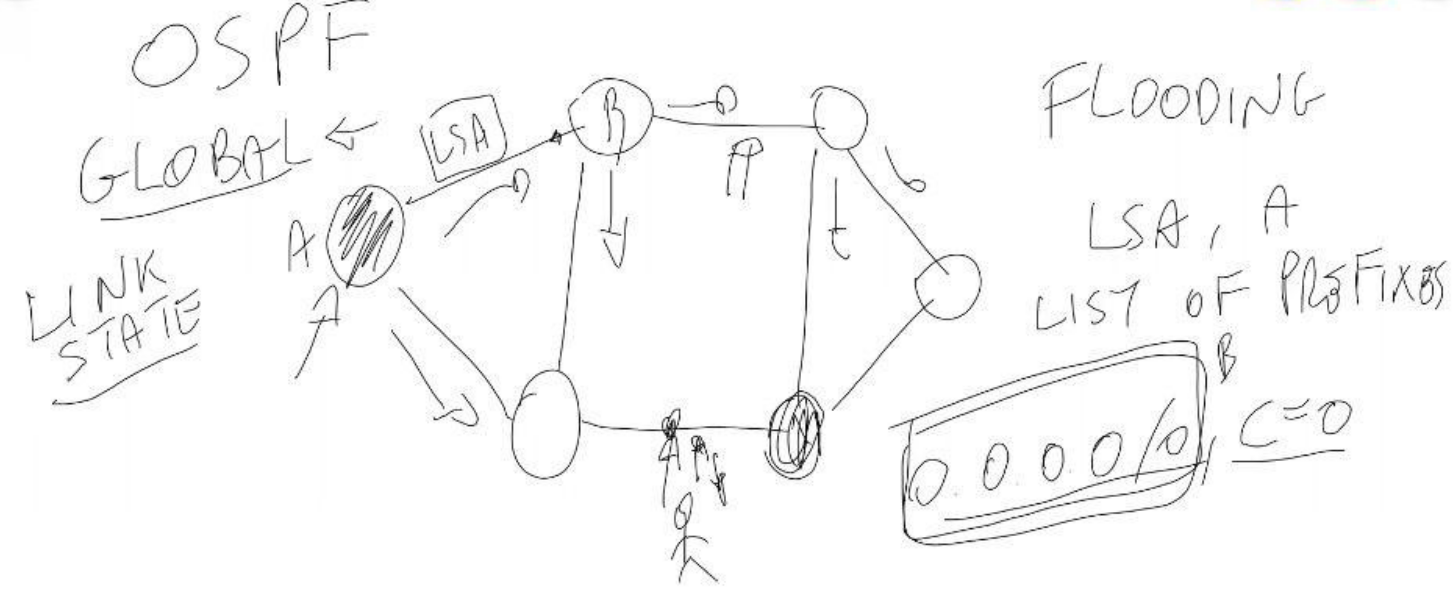 OSPF
GLOBAL ←
LINK
STATE
A
LSA
B
FLOODING
LSA, A
LIST OF PREFIXES
B
0.0.0.0/0, C=0